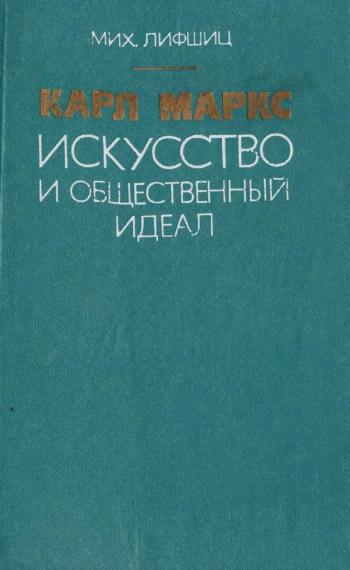 МИХ. ЛИФШИЦ
КАРЛ МАРКС
ИСКУССТВО
И ОБЩЕСТВЕННЫЙ
ИДЕАЛ